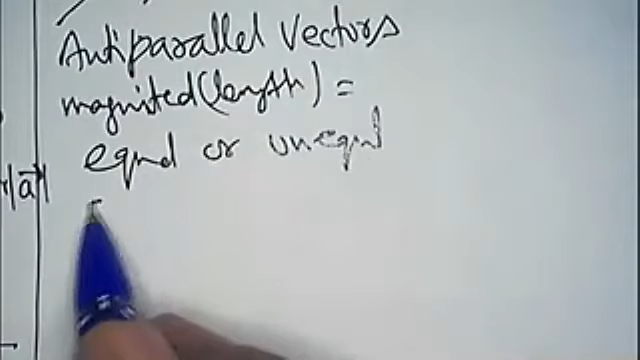 Antiparallel Vectors
magnited(length) =
equal or unequal
|a|